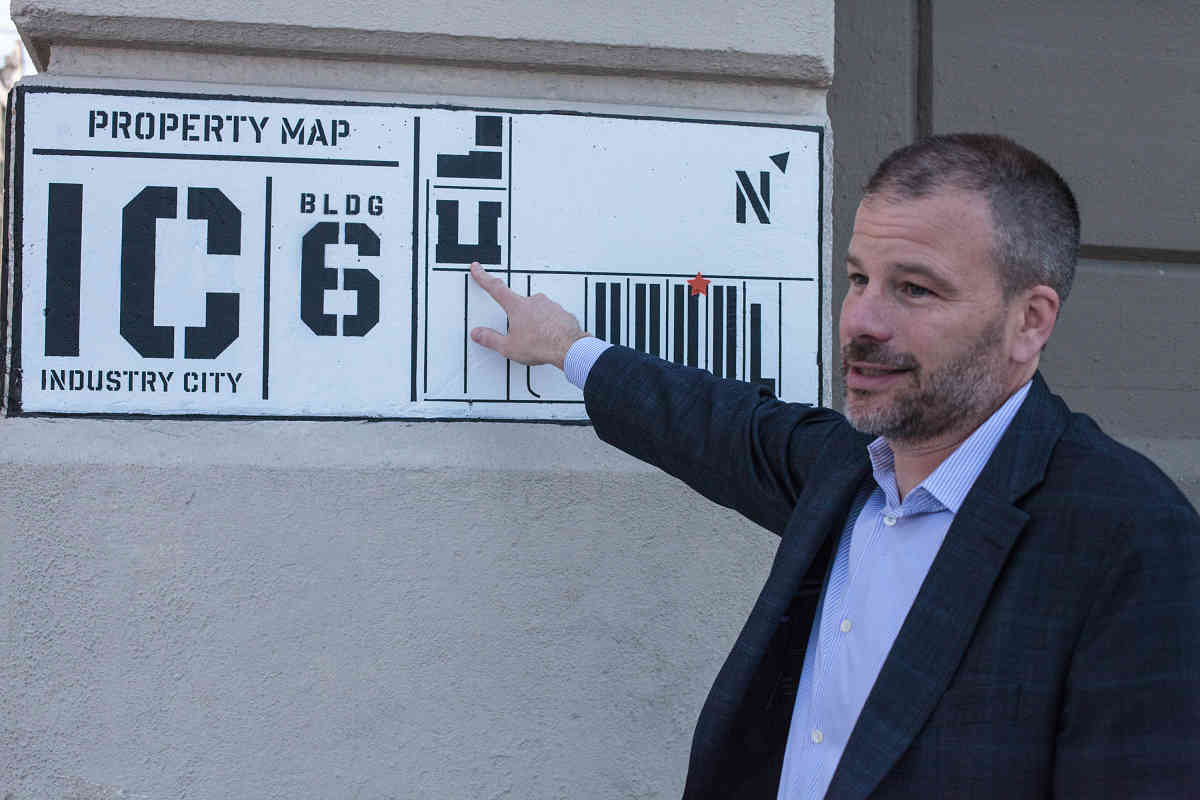 PROPERTY MAP
IC
INDUSTRY CITY
BLDG
6
N